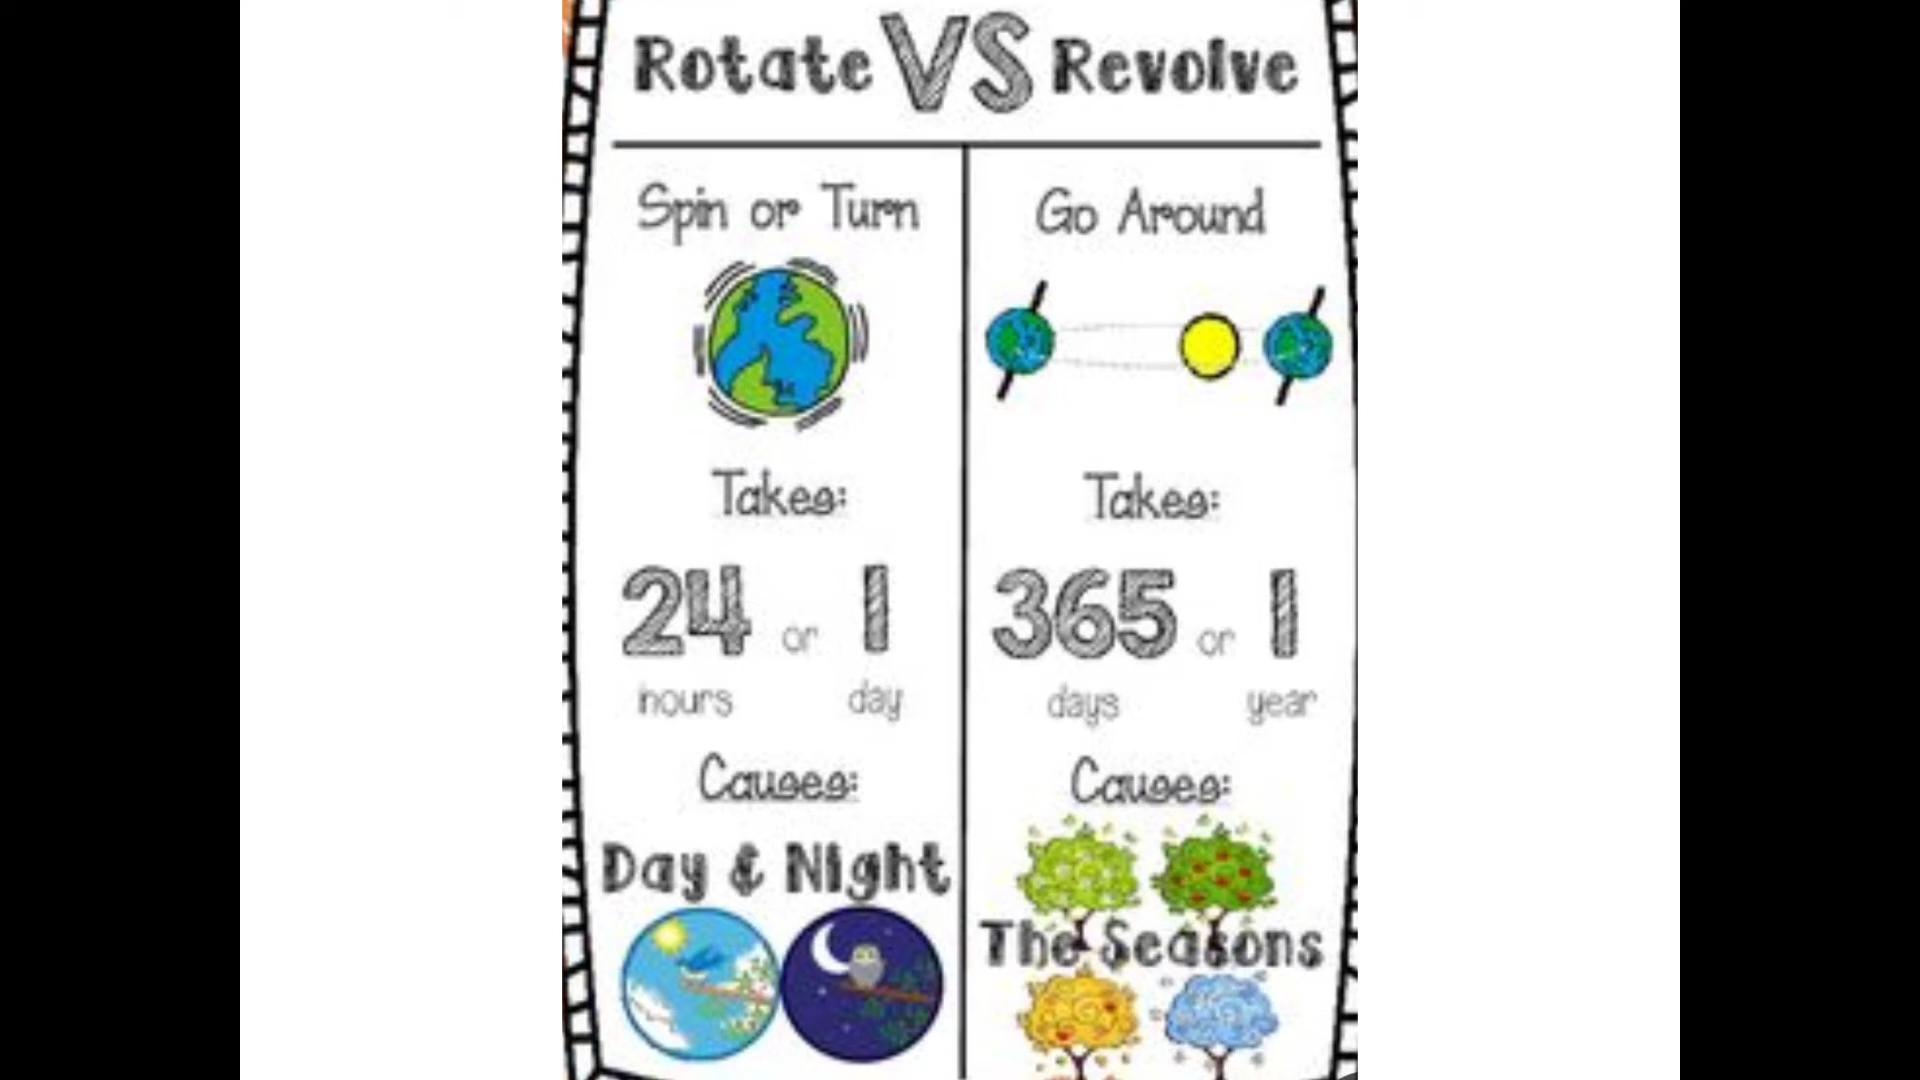 Rotate VS Revolve
Spin or Turn
Takes:
24 or 1
hours day
Causes:
Day & Night
Go Around
Takes:
365 or 1
days year
Causes:
The Seasons